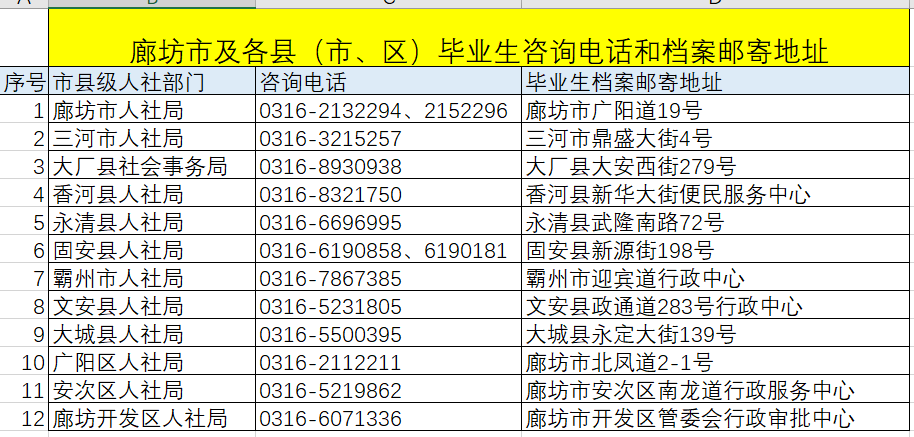 廊坊市及各县（市、区）毕业生咨询电话和档案邮寄地址
序号 市县级人社部门 咨询电话 毕业生档案邮寄地址
1 廊坊市人社局 0316-2132294、2152296 廊坊市广阳道19号
2 三河市人社局 0316-3215257 三河市鼎盛大街4号
3 大厂县社会事务局 0316-8930938 大厂县大安西街279号
4 香河县人社局 0316-8321750 香河县新华大街便民服务中心
5 永清县人社局 0316-6696995 永清县武隆南路72号
6 固安县人社局 0316-6190858、6190181 固安县新源街198号
7 霸州市人社局 0316-7867385 霸州市迎宾道行政中心
8 文安县人社局 0316-5231805 文安县政通道283号行政中心
9 大城县人社局 0316-5500395 大城县永定大街139号
10 广阳区人社局 0316-2112211 廊坊市北凤道2-1号
11 安次区人社局 0316-5219862 廊坊市安次区南龙道行政服务中心
12 廊坊开发区人社局 0316-6071336 廊坊市开发区管委会行政审批中心